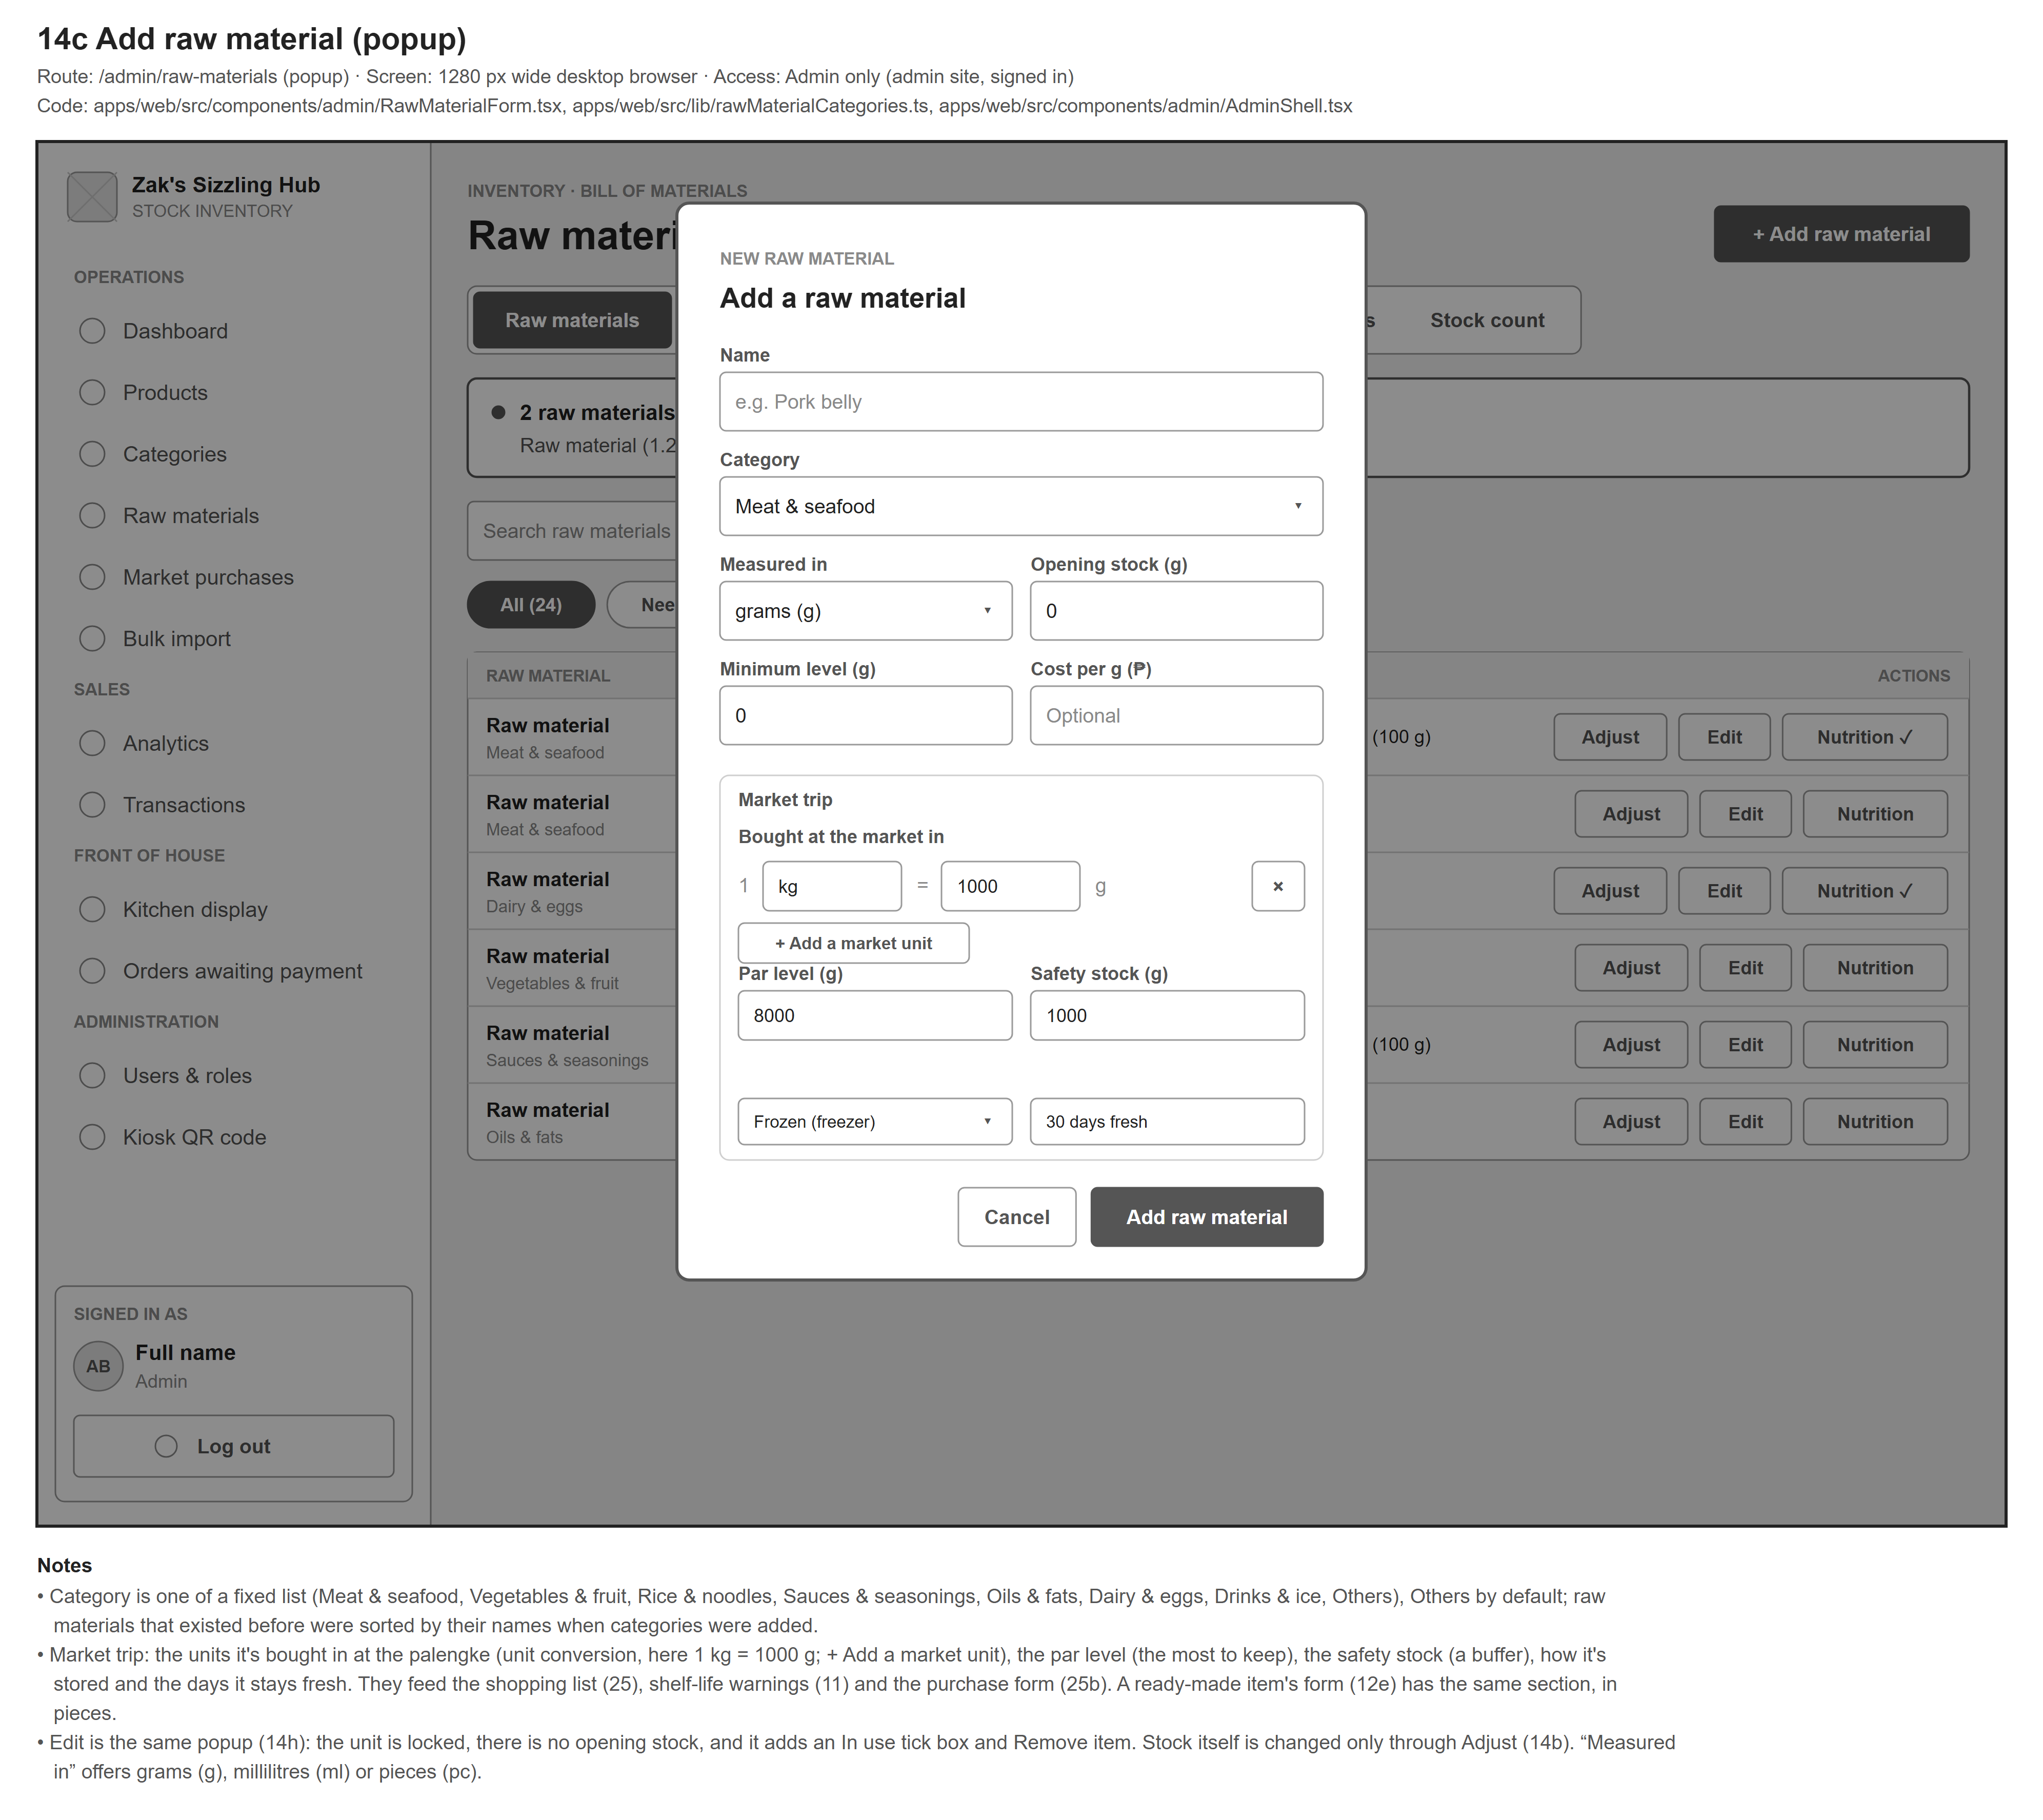 14c Add raw material (popup)
Route: /admin/raw-materials (popup) · Screen: 1280 px wide desktop browser · Access: Admin only (admin site, signed in)
Code: apps/web/src/components/admin/RawMaterialForm.tsx, apps/web/src/lib/rawMaterialCategories.ts, apps/web/src/components/admin/AdminShell.tsx
Zak's Sizzling Hub
STOCK INVENTORY
OPERATIONS
Dashboard
Products
Categories
Raw materials
Market purchases
Bulk import
SALES
Analytics
Transactions
FRONT OF HOUSE
Kitchen display
Orders awaiting payment
ADMINISTRATION
Users & roles
Kiosk QR code
SIGNED IN AS
AB
Full name
Admin
Log out
INVENTORY · BILL OF MATERIALS
Raw materi
+ Add raw material
Raw materials
s
Stock count
2 raw materials
Raw material (1.2
Search raw materials
All (24)
Nee
RAW MATERIAL
ACTIONS
Raw material
Meat & seafood
(100 g)
Adjust
Edit
Nutrition ✓
Raw material
Meat & seafood
Adjust
Edit
Nutrition
Raw material
Dairy & eggs
Adjust
Edit
Nutrition ✓
Raw material
Vegetables & fruit
Adjust
Edit
Nutrition
Raw material
Sauces & seasonings
(100 g)
Adjust
Edit
Nutrition
Raw material
Oils & fats
Adjust
Edit
Nutrition
NEW RAW MATERIAL
Add a raw material
Name
e.g. Pork belly
Category
Meat & seafood
Measured in
Opening stock (g)
grams (g)
0
Minimum level (g)
Cost per g (₱)
0
Optional
Market trip
Bought at the market in
1 kg = 1000 g ×
+ Add a market unit
Par level (g)
Safety stock (g)
8000
1000
Frozen (freezer)
30 days fresh
Cancel
Add raw material
Notes
• Category is one of a fixed list (Meat & seafood, Vegetables & fruit, Rice & noodles, Sauces & seasonings, Oils & fats, Dairy & eggs, Drinks & ice, Others), Others by default; raw
materials that existed before were sorted by their names when categories were added.
• Market trip: the units it's bought in at the palengke (unit conversion, here 1 kg = 1000 g; + Add a market unit), the par level (the most to keep), the safety stock (a buffer), how it's
stored and the days it stays fresh. They feed the shopping list (25), shelf-life warnings (11) and the purchase form (25b). A ready-made item's form (12e) has the same section, in
pieces.
• Edit is the same popup (14h): the unit is locked, there is no opening stock, and it adds an In use tick box and Remove item. Stock itself is changed only through Adjust (14b). “Measured
in” offers grams (g), millilitres (ml) or pieces (pc).